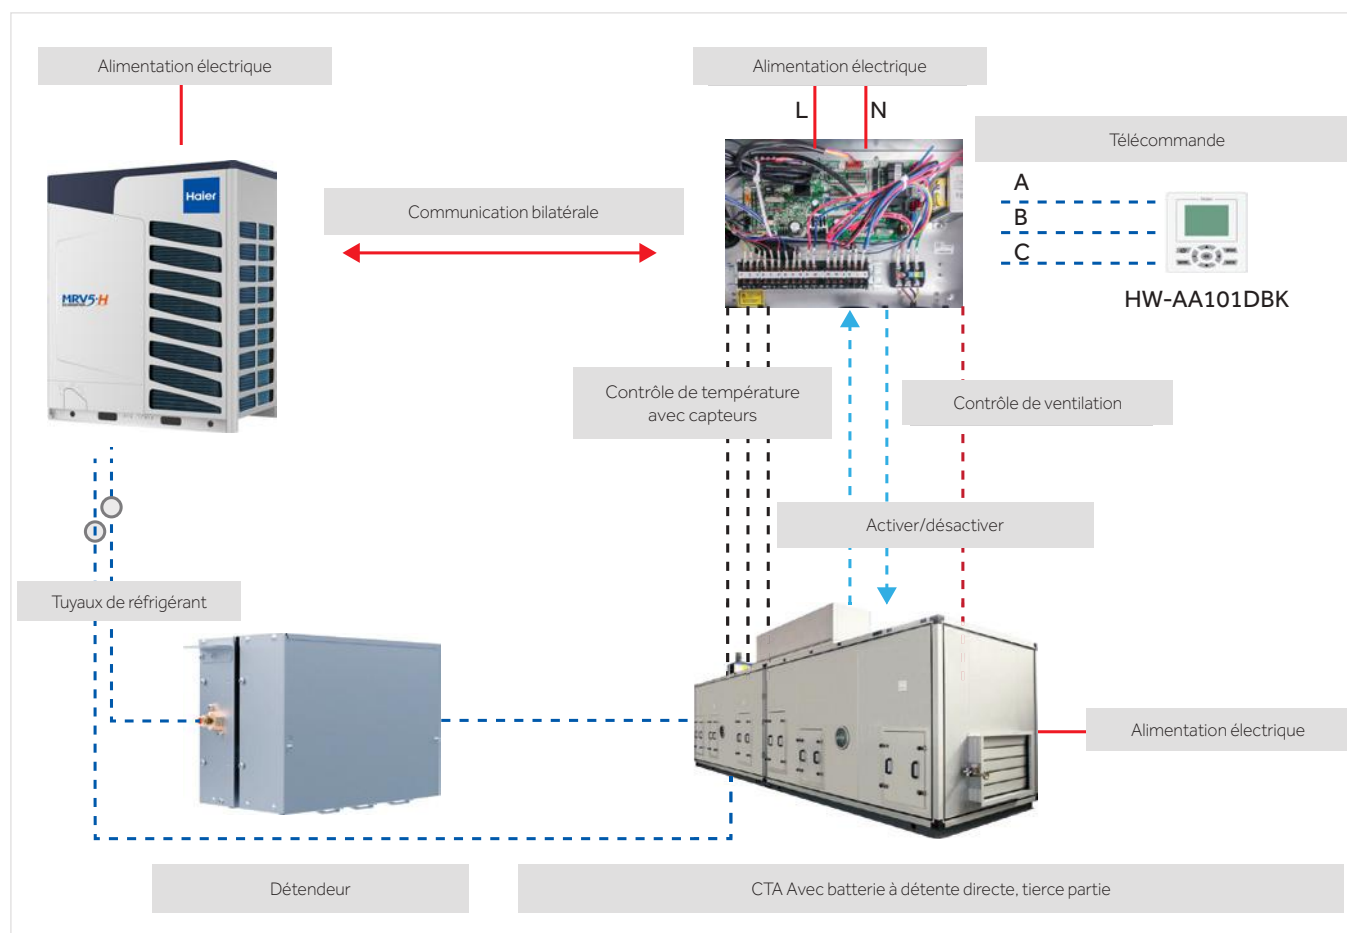 Alimentation électrique
Alimentation électrique
L
N
Télécommande
Haier
Communication bilatérale
A
B
C
MRV5-H
HW-AA101DBK
Contrôle de température
avec capteurs
Contrôle de ventilation
Activer/désactiver
Tuyaux de réfrigérant
Alimentation électrique
Détendeur
CTA Avec batterie à détente directe, tierce partie